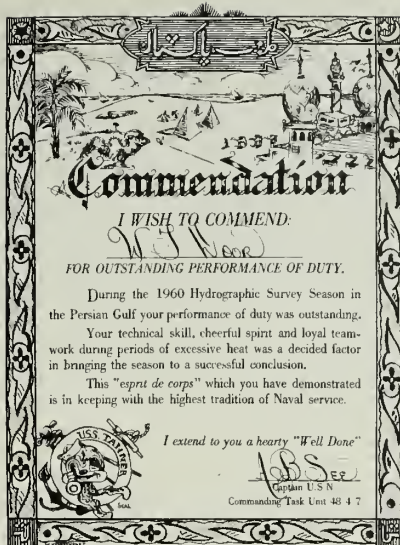 Commendation
I WISH TO COMMEND:
W J
FOR OUTSTANDING PERFORMANCE OF DUTY.
During the 1960 Hydrographic Survey Season in
the Persian Gulf your performance of duty was outstanding.
Your technical skill, cheerful spirit and loyal team-
work during periods of excessive heat was a decided factor
in bringing the season to a successful conclusion.
This "esprit de corps" which you have demonstrated
is in keeping with the highest tradition of Naval service.
I extend to you a hearty "Well Done"
USS. TANNER
SEAL
Captain U.S N
Commanding Task Unit 48 4 7